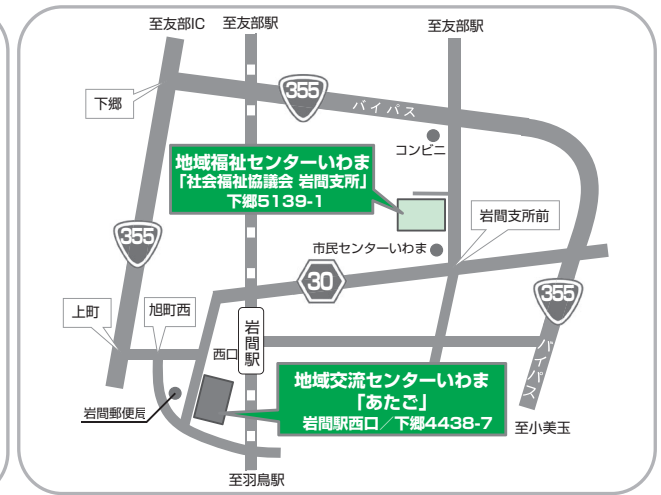 至友部IC
至友部駅
至友部駅
355
バイパス
下郷
コンビニ
地域福祉センターいわま
「社会福祉協議会 岩間支所」
下郷5139-1
岩間支所前
355
市民センターいわま
30
355
上町
旭町西
岩間駅
西口
バイパス
地域交流センターいわま
「あたご」
岩間駅西口／下郷4438-7
岩間郵便局
至小美玉
至羽鳥駅